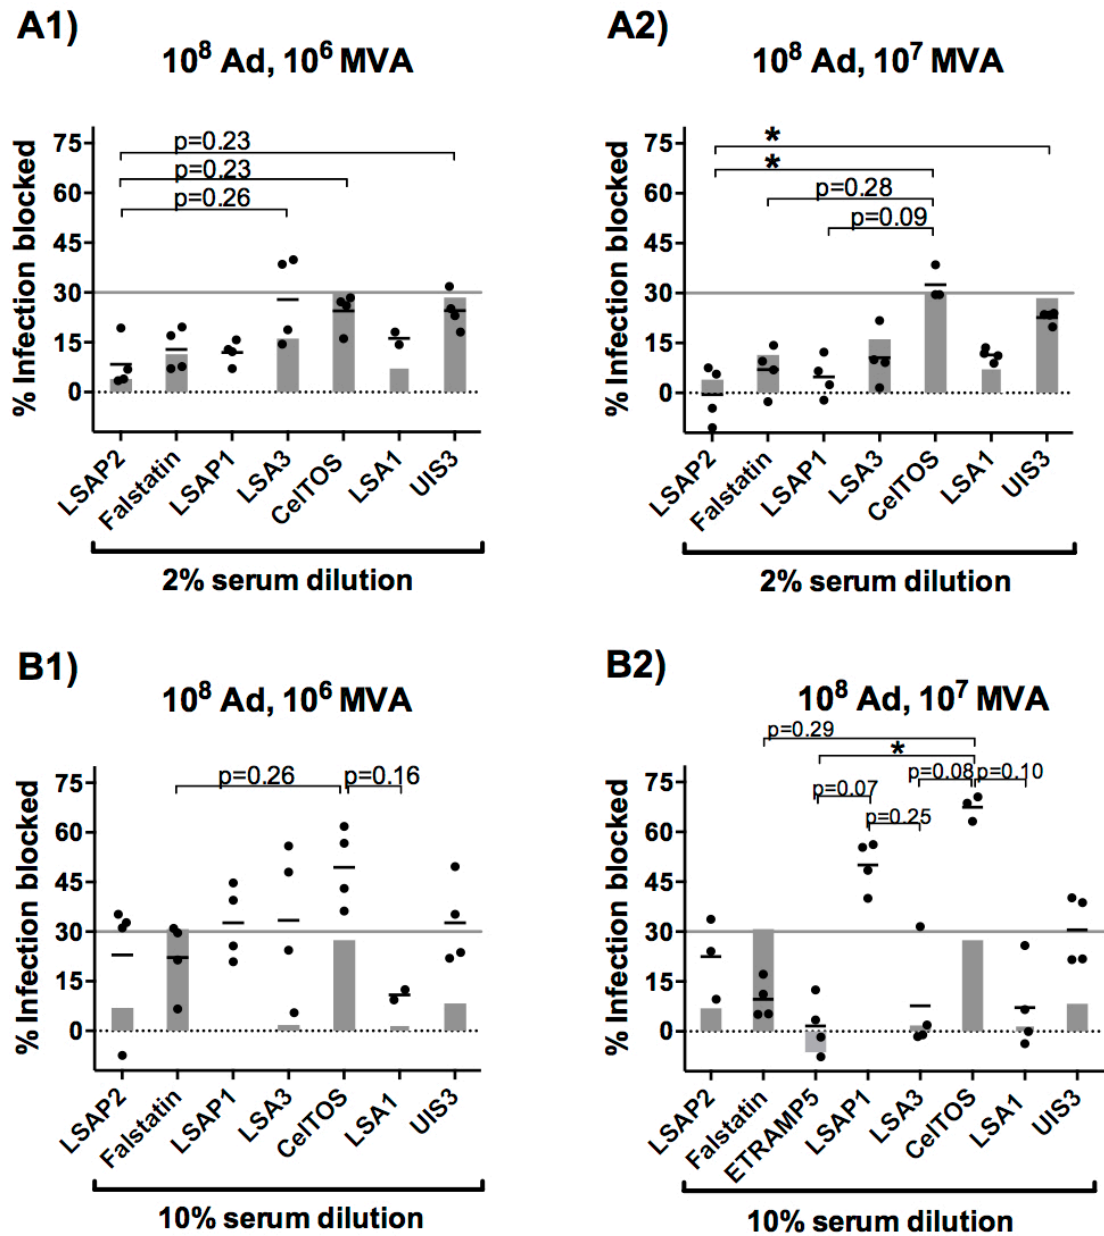 A1)
10⁸ Ad, 10⁶ MVA
% Infection blocked
75
60
45
30
15
0
p=0.23
p=0.23
p=0.26
LSAP2
Falstatin
LSAP1
LSA3
CelTOS
LSA1
UIS3
2% serum dilution
A2)
10⁸ Ad, 10⁷ MVA
% Infection blocked
75
60
45
30
15
0
*
*
p=0.28
p=0.09
LSAP2
Falstatin
LSAP1
LSA3
CelTOS
LSA1
UIS3
2% serum dilution
B1)
10⁸ Ad, 10⁶ MVA
% Infection blocked
75
60
45
30
15
0
p=0.26
p=0.16
LSAP2
Falstatin
LSAP1
LSA3
CelTOS
LSA1
UIS3
10% serum dilution
B2)
10⁸ Ad, 10⁷ MVA
% Infection blocked
75
60
45
30
15
0
p=0.29
*
p=0.08
p=0.10
p=0.07
p=0.25
LSAP2
Falstatin
ETRAMP5
LSAP1
LSA3
CelTOS
LSA1
UIS3
10% serum dilution